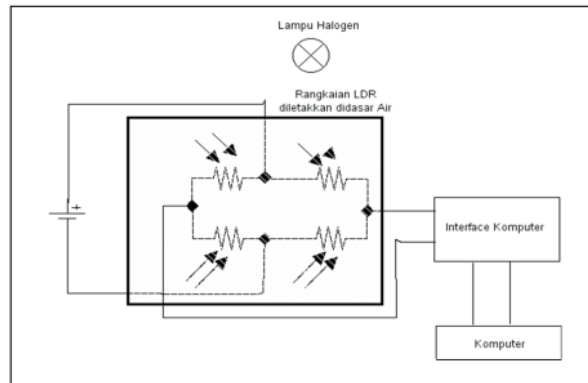 Lampu Halogen
Rangkaian LDR
diletakkan didasar Air
+
Interface Komputer
Komputer